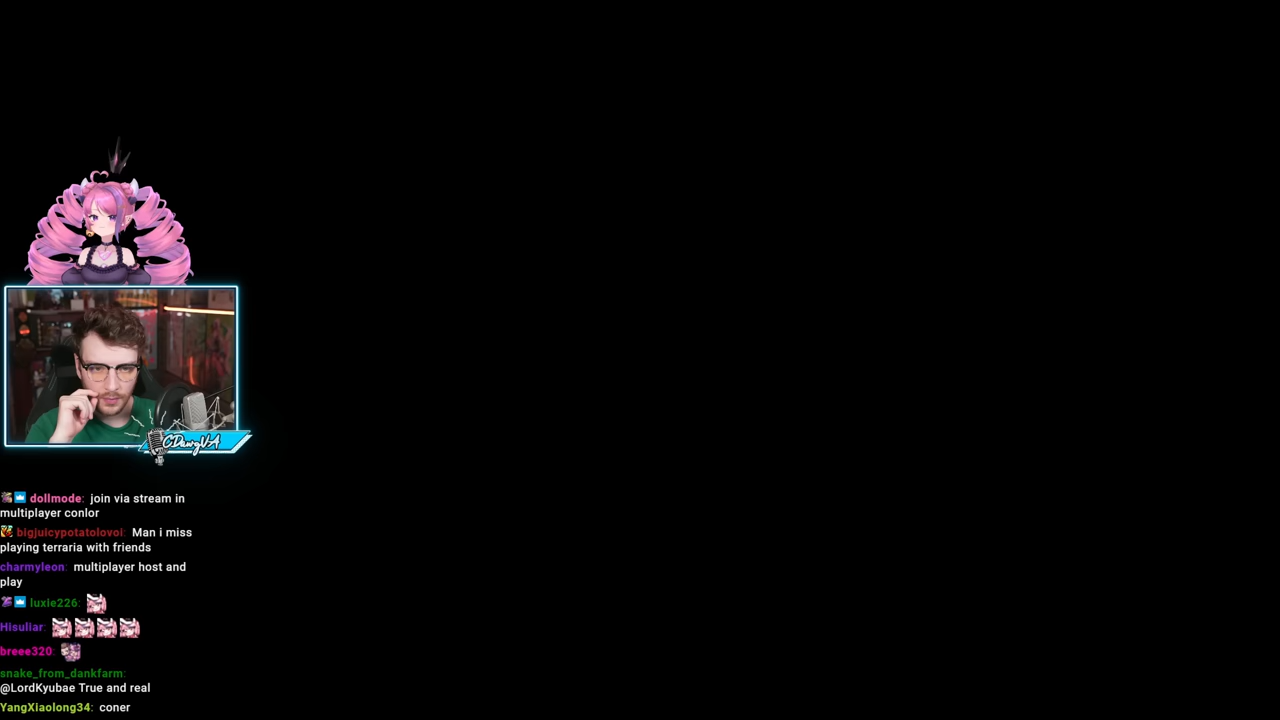 CDawgVA
dollmode: join via stream in
multiplayer conlor
bigjuicypotatolovoi: Man i miss
playing terraria with friends
charmyleon: multiplayer host and
play
luxie226:
Hisuliar:
breee320:
snake_from_dankfarm:
@LordKyubae True and real
YangXiaolong34: coner